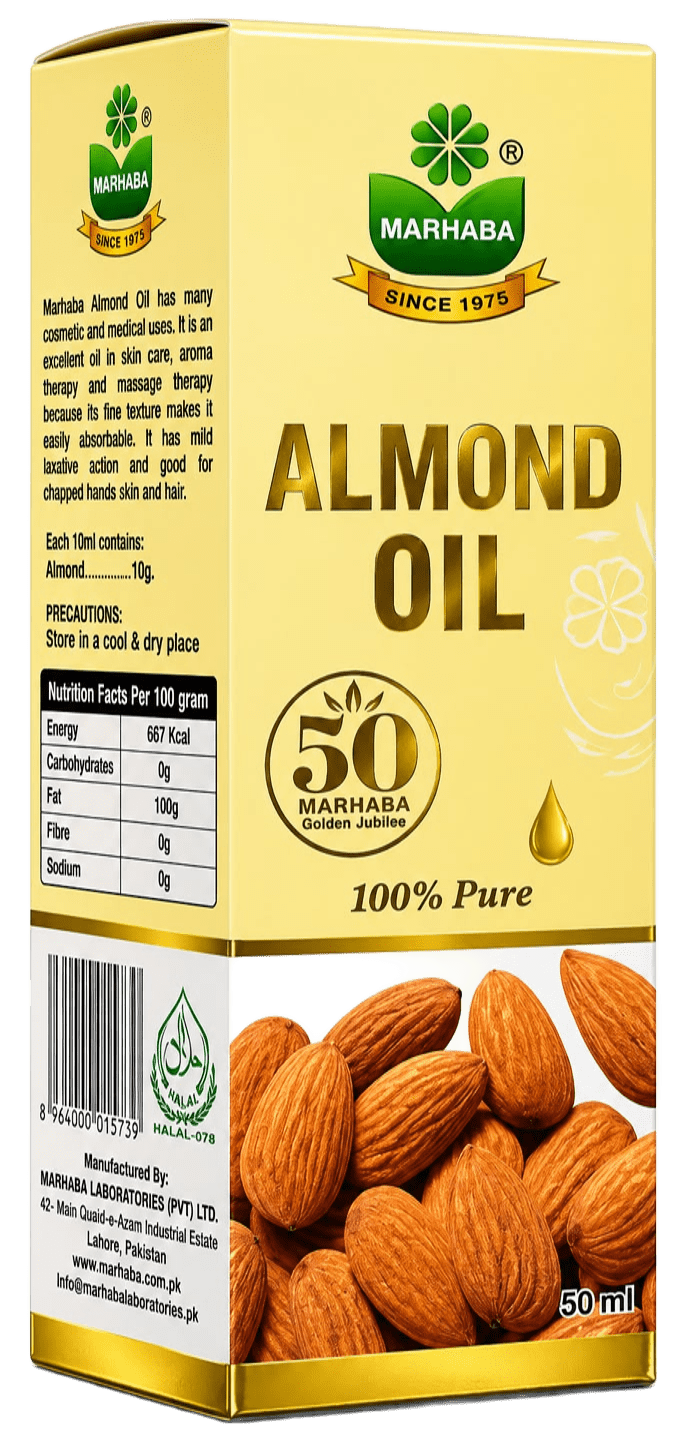 MARHABA
®
SINCE 1975
Marhaba Almond Oil has many
cosmetic and medical uses. It is an
excellent oil in skin care, aroma
therapy and massage therapy
because its fine texture makes it
easily absorbable. It has mild
laxative action and good for
chapped hands skin and hair.
Each 10ml contains:
Almond..............10g.
PRECAUTIONS:
Store in a cool & dry place
Nutrition Facts Per 100 gram
Energy 667 Kcal
Carbohydrates 0g
Fat 100g
Fibre 0g
Sodium 0g
8 964000 015739
حلال
HALAL
HALAL-078
Manufactured By:
MARHABA LABORATORIES (PVT) LTD.
42- Main Quaid-e-Azam Industrial Estate
Lahore, Pakistan
www.marhaba.com.pk
Info@marhabalaboratories.pk
®
MARHABA
SINCE 1975
ALMOND
OIL
50
MARHABA
Golden Jubilee
100% Pure
50 ml